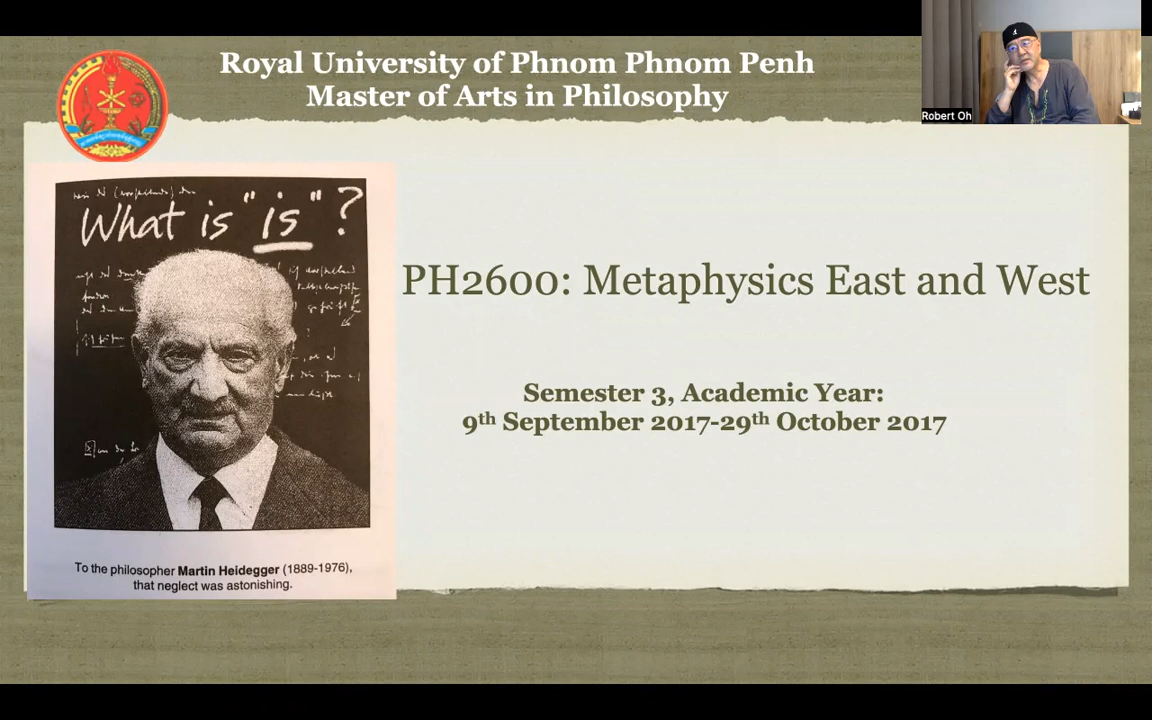 Royal University of Phnom Phnom Penh
Master of Arts in Philosophy
Robert Oh
What is "is"?
PH2600: Metaphysics East and West
Semester 3, Academic Year:
9th September 2017-29th October 2017
To the philosopher Martin Heidegger (1889-1976),
that neglect was astonishing.